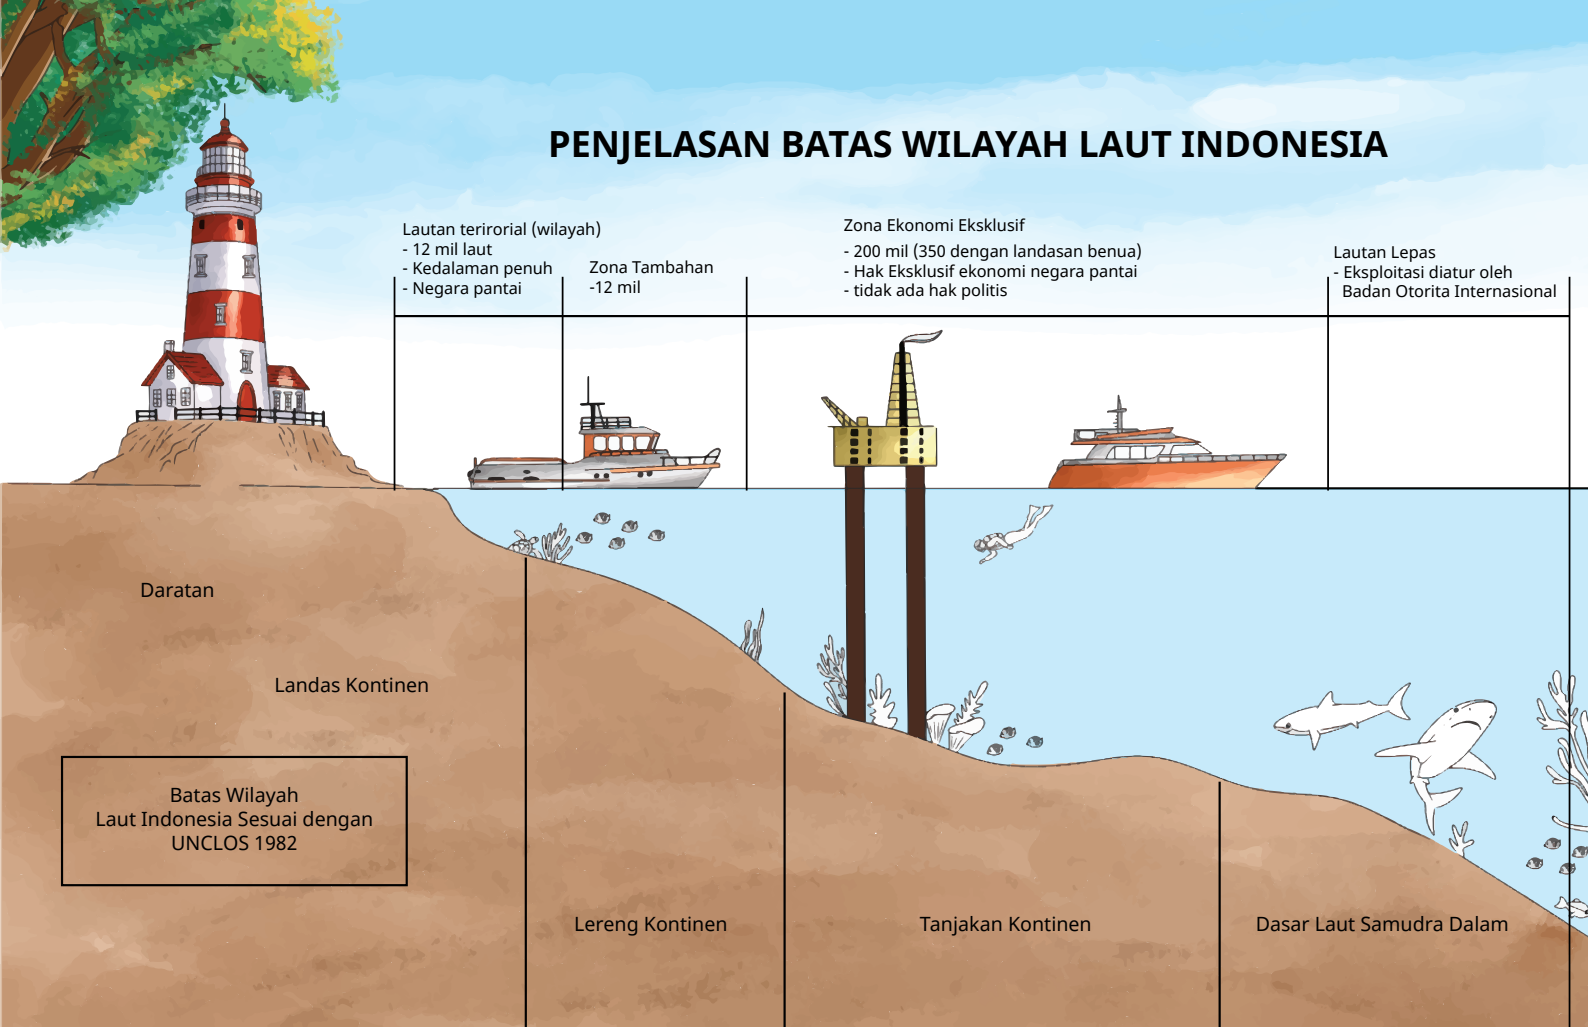 PENJELASAN BATAS WILAYAH LAUT INDONESIA
Lautan terirorial (wilayah)
- 12 mil laut
- Kedalaman penuh
- Negara pantai
Zona Tambahan
-12 mil
Zona Ekonomi Eksklusif
- 200 mil (350 dengan landasan benua)
- Hak Eksklusif ekonomi negara pantai
- tidak ada hak politis
Lautan Lepas
- Eksploitasi diatur oleh
Badan Otorita Internasional
Daratan
Landas Kontinen
Batas Wilayah
Laut Indonesia Sesuai dengan
UNCLOS 1982
Lereng Kontinen
Tanjakan Kontinen
Dasar Laut Samudra Dalam